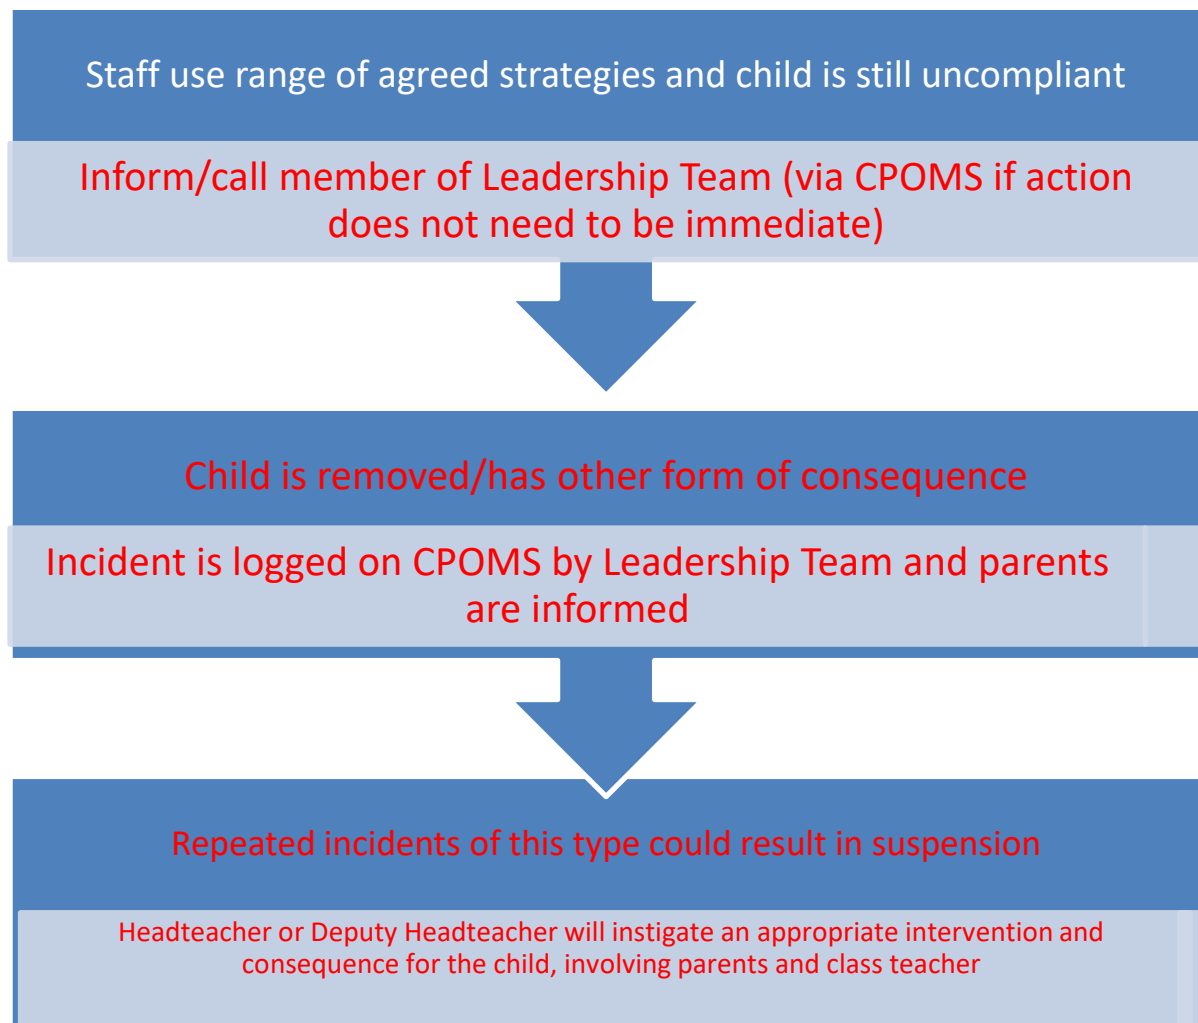 Staff use range of agreed strategies and child is still uncompliant
Inform/call member of Leadership Team (via CPOMS if action
does not need to be immediate)
Child is removed/has other form of consequence
Incident is logged on CPOMS by Leadership Team and parents
are informed
Repeated incidents of this type could result in suspension
Headteacher or Deputy Headteacher will instigate an appropriate intervention and
consequence for the child, involving parents and class teacher